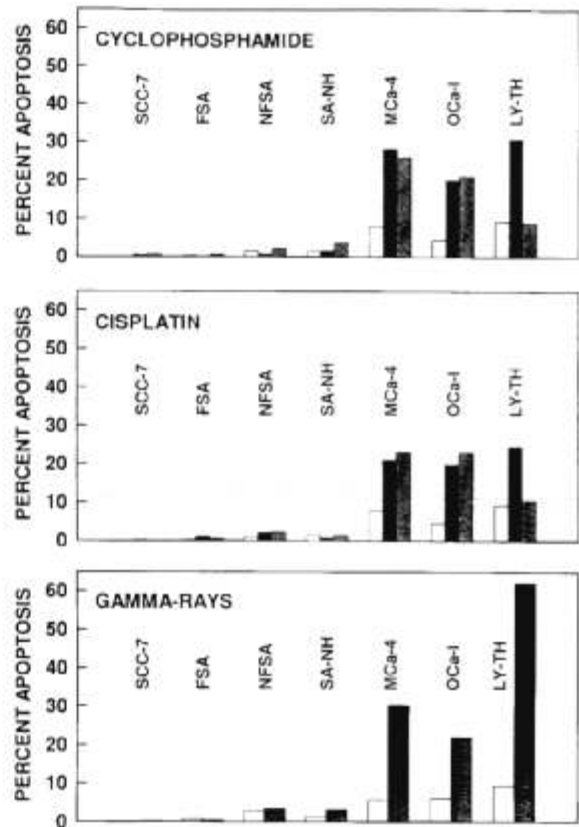 CYCLOPHOSPHAMIDE
PERCENT APOPTOSIS
60
50
40
30
20
10
0
SCC-7
FSA
NFSA
SA-NH
MCa-4
OCa-I
LY-TH
CISPLATIN
PERCENT APOPTOSIS
60
50
40
30
20
10
0
SCC-7
FSA
NFSA
SA-NH
MCa-4
OCa-I
LY-TH
GAMMA-RAYS
PERCENT APOPTOSIS
60
50
40
30
20
10
0
SCC-7
FSA
NFSA
SA-NH
MCa-4
OCa-I
LY-TH